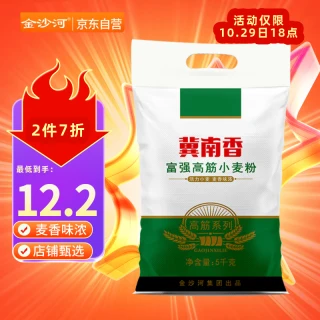 金沙河 京东自营
活动仅限
10.29日18点
2件7折
最低到手：
12.2
麦香味浓
店铺甄选
冀南香
富强高筋小麦粉
高筋系列
净含量：5千克
金沙河集团出品